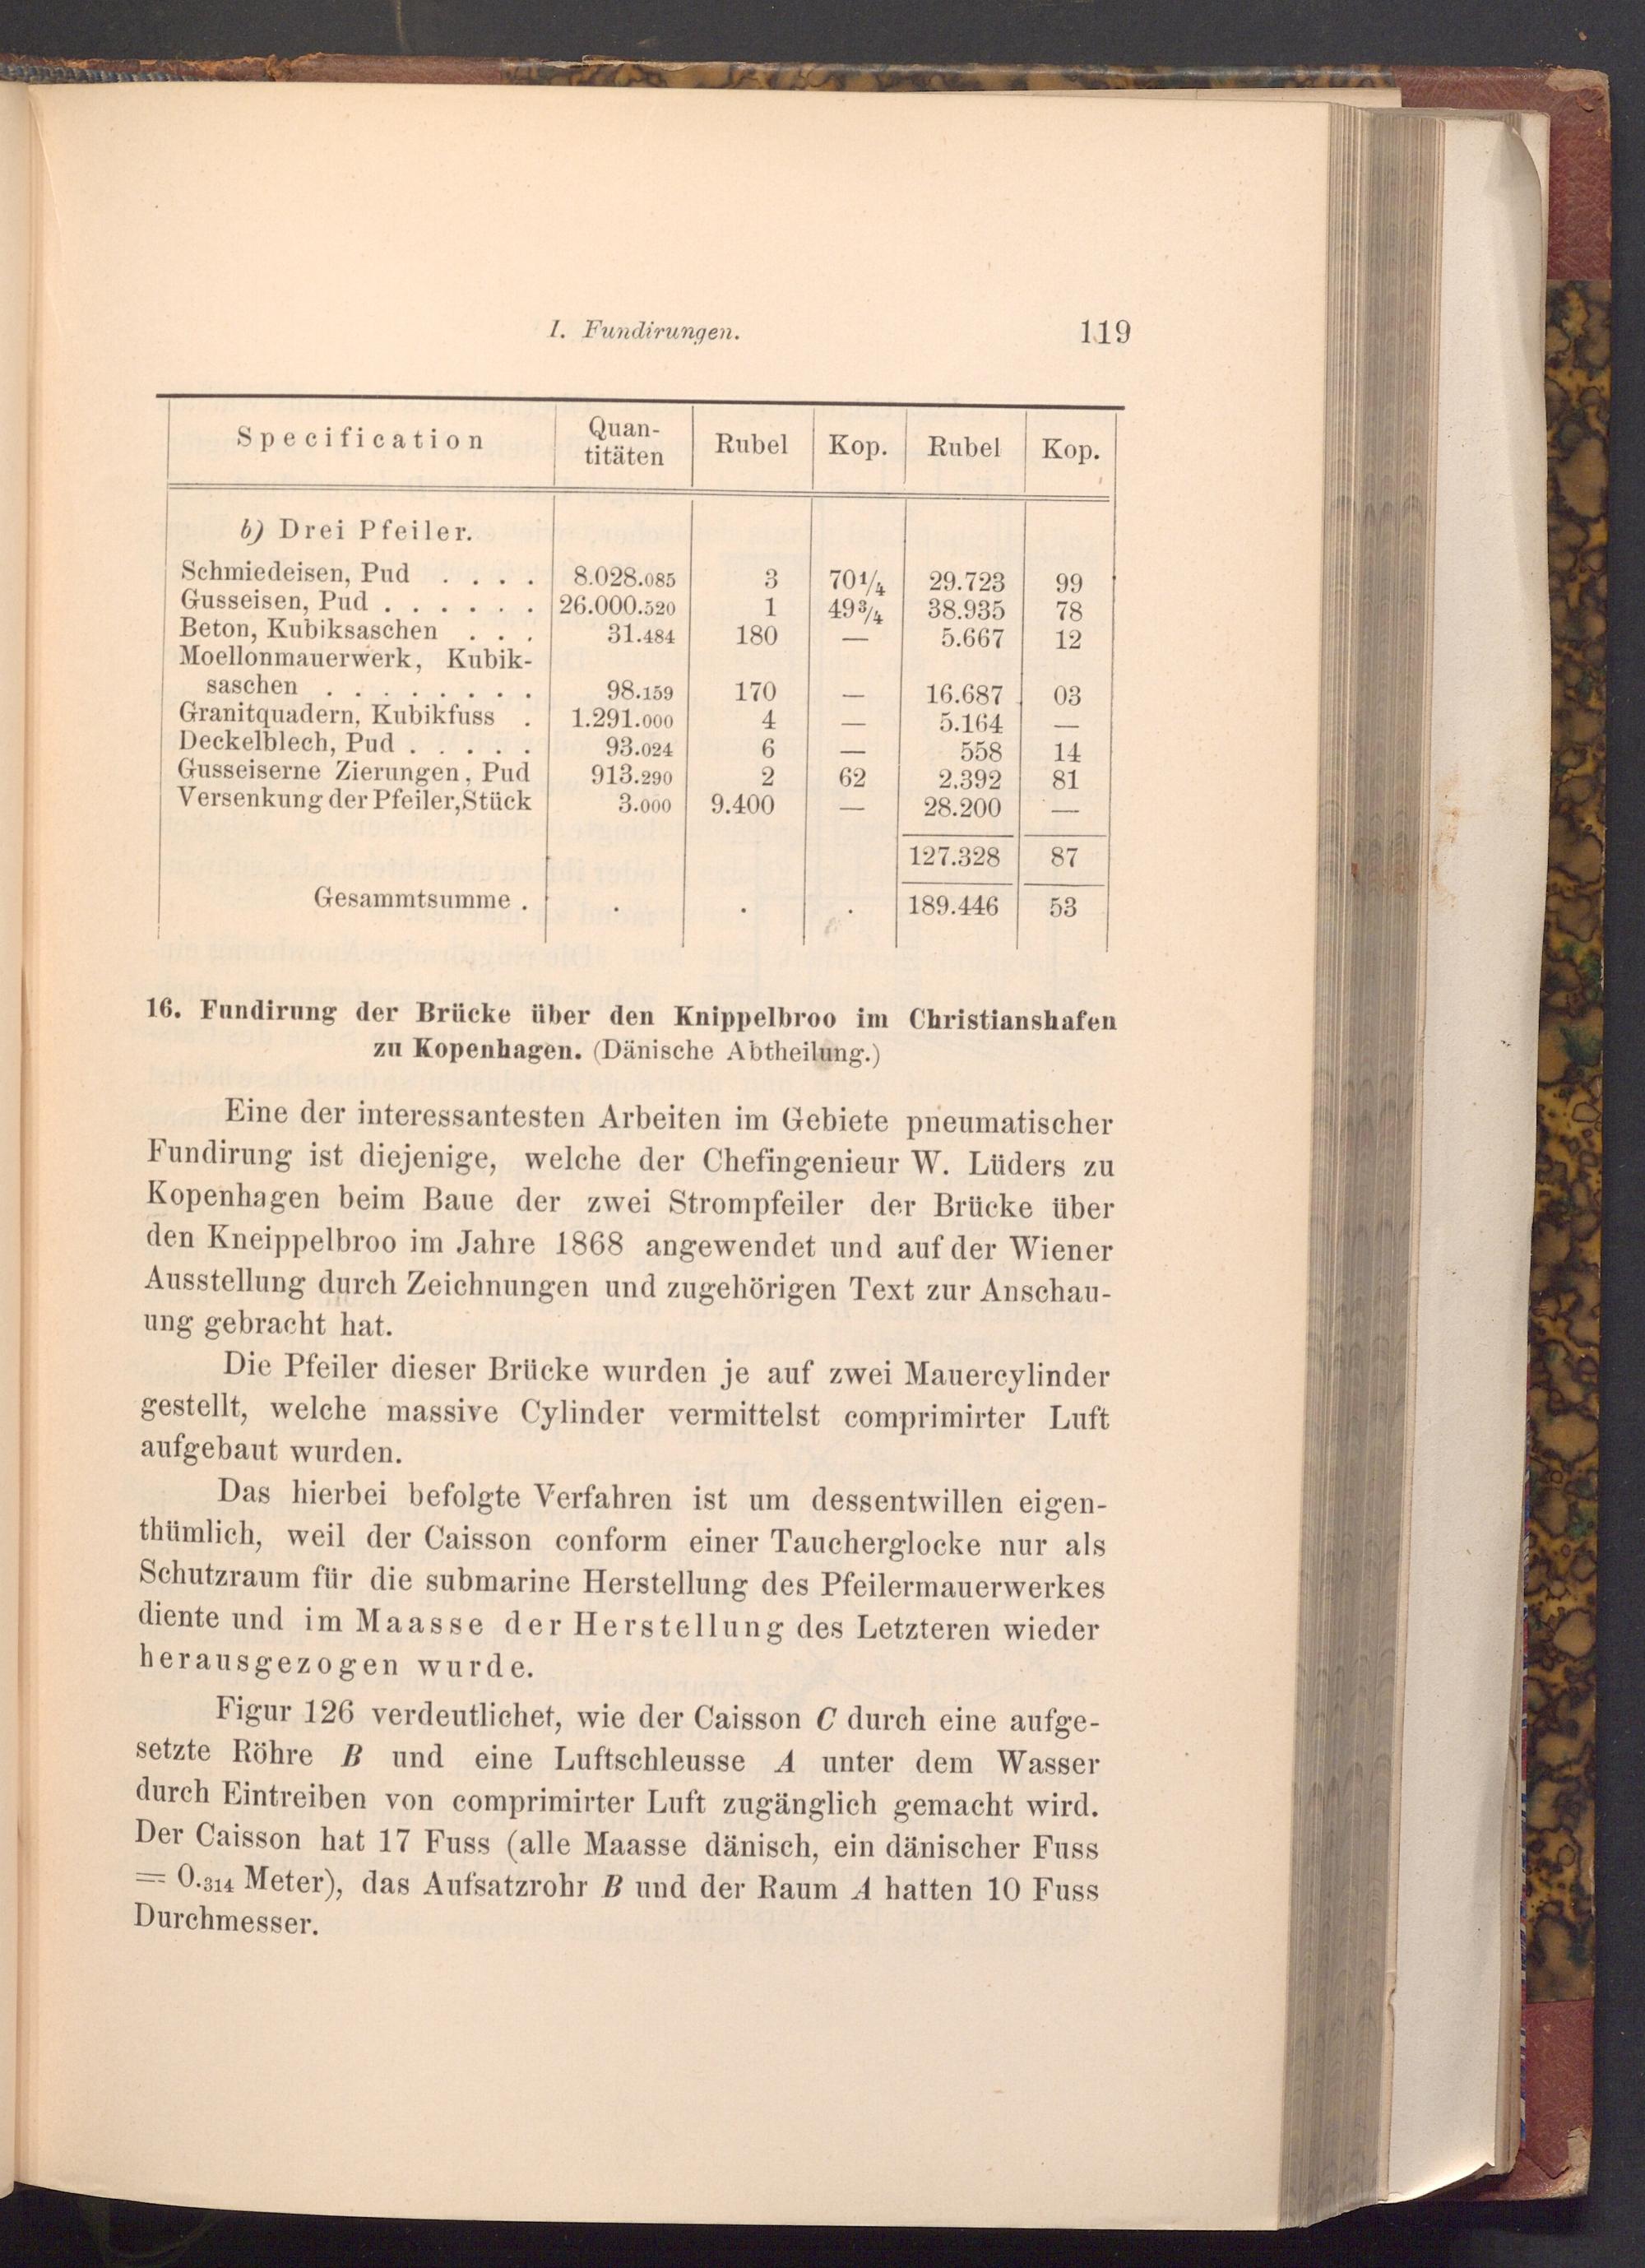 I. Fundirungen. 119
Specification Quan- Rubel Kop. Rubel Kop.
titäten
b) Drei Pfeiler.
Schmiedeisen, Pud . . . . 8.028.085 3 70 1/4 29.723 99
Gusseisen, Pud . . . . . . 26.000.520 1 49 3/4 38.935 78
Beton, Kubiksaschen . . . 31.484 180 — 5.667 12
Moellonmauerwerk, Kubik-
saschen . . . . . . . . 98.159 170 — 16.687 03
Granitquadern, Kubikfuss . 1.291.000 4 — 5.164 —
Deckelblech, Pud . . . . . 93.024 6 — 558 14
Gusseiserne Zierungen, Pud 913.290 2 62 2.392 81
Versenkung der Pfeiler, Stück 3.000 9.400 — 28.200 —
127.328 87
Gesammtsumme . . . . 189.446 53
16. Fundirung der Brücke über den Knippelbroo im Christianshafen
zu Kopenhagen. (Dänische Abtheilung.)
Eine der interessantesten Arbeiten im Gebiete pneumatischer
Fundirung ist diejenige, welche der Chefingenieur W. Lüders zu
Kopenhagen beim Baue der zwei Strompfeiler der Brücke über
den Kneippelbroo im Jahre 1868 angewendet und auf der Wiener
Ausstellung durch Zeichnungen und zugehörigen Text zur Anschau-
ung gebracht hat.
Die Pfeiler dieser Brücke wurden je auf zwei Mauercylinder
gestellt, welche massive Cylinder vermittelst comprimirter Luft
aufgebaut wurden.
Das hierbei befolgte Verfahren ist um dessentwillen eigen-
thümlich, weil der Caisson conform einer Taucherglocke nur als
Schutzraum für die submarine Herstellung des Pfeilermauerwerkes
diente und im Maasse der Herstellung des Letzteren wieder
herausgezogen wurde.
Figur 126 verdeutlichet, wie der Caisson C durch eine aufge-
setzte Röhre B und eine Luftschleusse A unter dem Wasser
durch Eintreiben von comprimirter Luft zugänglich gemacht wird.
Der Caisson hat 17 Fuss (alle Maasse dänisch, ein dänischer Fuss
= 0.314 Meter), das Aufsatzrohr B und der Raum A hatten 10 Fuss
Durchmesser.